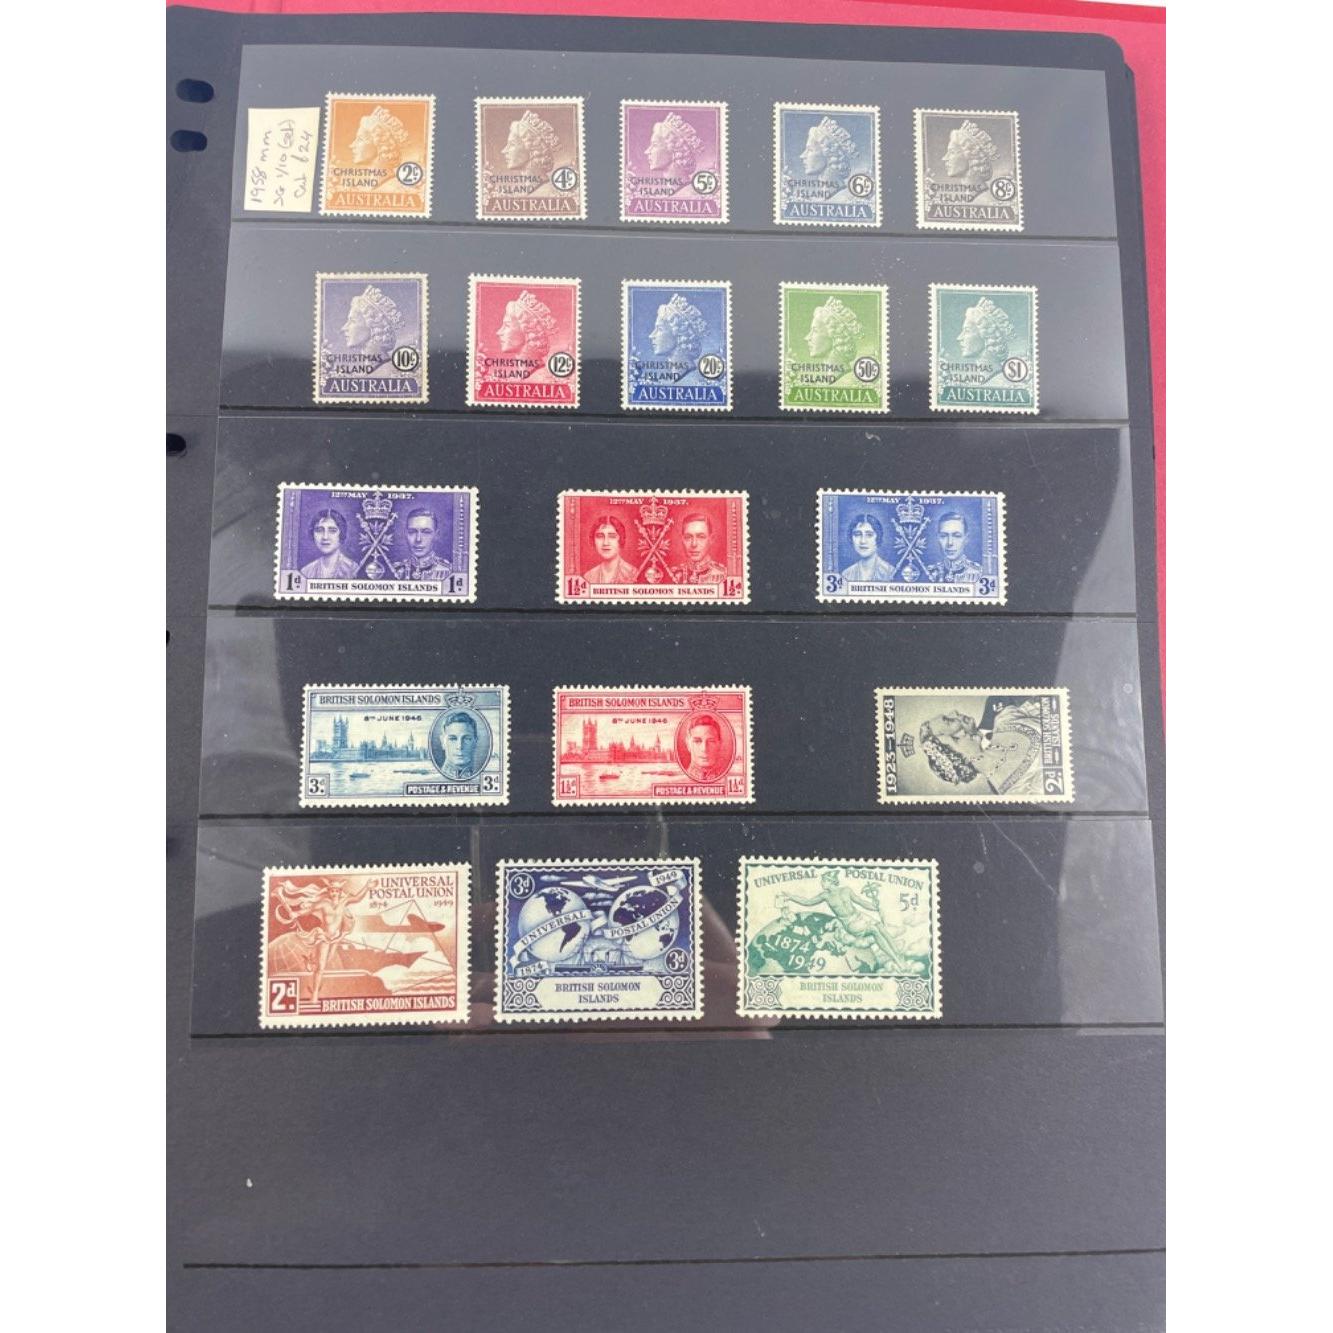 1958 mm
SG 1/10 (set)
Cat £24
CHRISTMAS ISLAND 2c
AUSTRALIA
CHRISTMAS ISLAND 4c
AUSTRALIA
CHRISTMAS ISLAND 5c
AUSTRALIA
CHRISTMAS ISLAND 6c
AUSTRALIA
CHRISTMAS ISLAND 8c
AUSTRALIA
CHRISTMAS ISLAND 10c
AUSTRALIA
CHRISTMAS ISLAND 12c
AUSTRALIA
CHRISTMAS ISLAND 20c
AUSTRALIA
CHRISTMAS ISLAND 50c
AUSTRALIA
CHRISTMAS ISLAND $1
AUSTRALIA
12TH MAY 1937.
1d. BRITISH SOLOMON ISLANDS 1d.
12TH MAY 1937.
1½d. BRITISH SOLOMON ISLANDS 1½d.
12TH MAY 1937.
3d. BRITISH SOLOMON ISLANDS 3d.
BRITISH SOLOMON ISLANDS
8TH JUNE 1946
3d. POSTAGE & REVENUE 3d.
BRITISH SOLOMON ISLANDS
8TH JUNE 1946
1½d. POSTAGE & REVENUE 1½d.
1923-1948
BRITISH SOLOMON
ISLANDS
2d.
UNIVERSAL
POSTAL UNION
1874 1949
2d. BRITISH SOLOMON ISLANDS
3d. 1949
UNIVERSAL POSTAL UNION
1874 3d.
BRITISH SOLOMON
ISLANDS
UNIVERSAL POSTAL UNION
5d.
1874
1949
BRITISH SOLOMON
ISLANDS